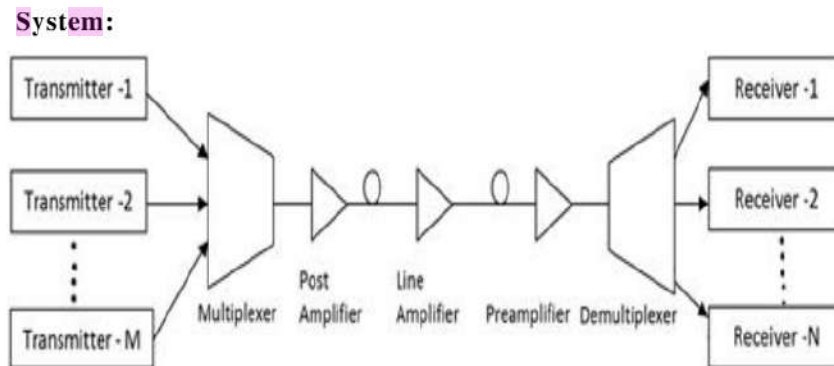 System:
Transmitter -1
Receiver -1
Transmitter -2
Receiver -2
Post
Amplifier
Line
Amplifier
Multiplexer
Preamplifier
Demultiplexer
Transmitter - M
Receiver -N